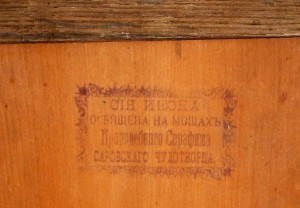 СІЯ ИКОНА
ОСВЯЩЕНА НА МОЩАХЪ
Преподобнаго Серафима
САРОВСКАГО ЧУДОТВОРЦА.